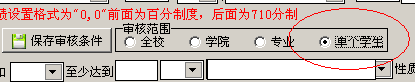 绩设置格式为"0,0"前面为百分制度，后面为710分制
审核范围
保存审核条件 全校 学院 专业 单个学生
和 至少达到 性质